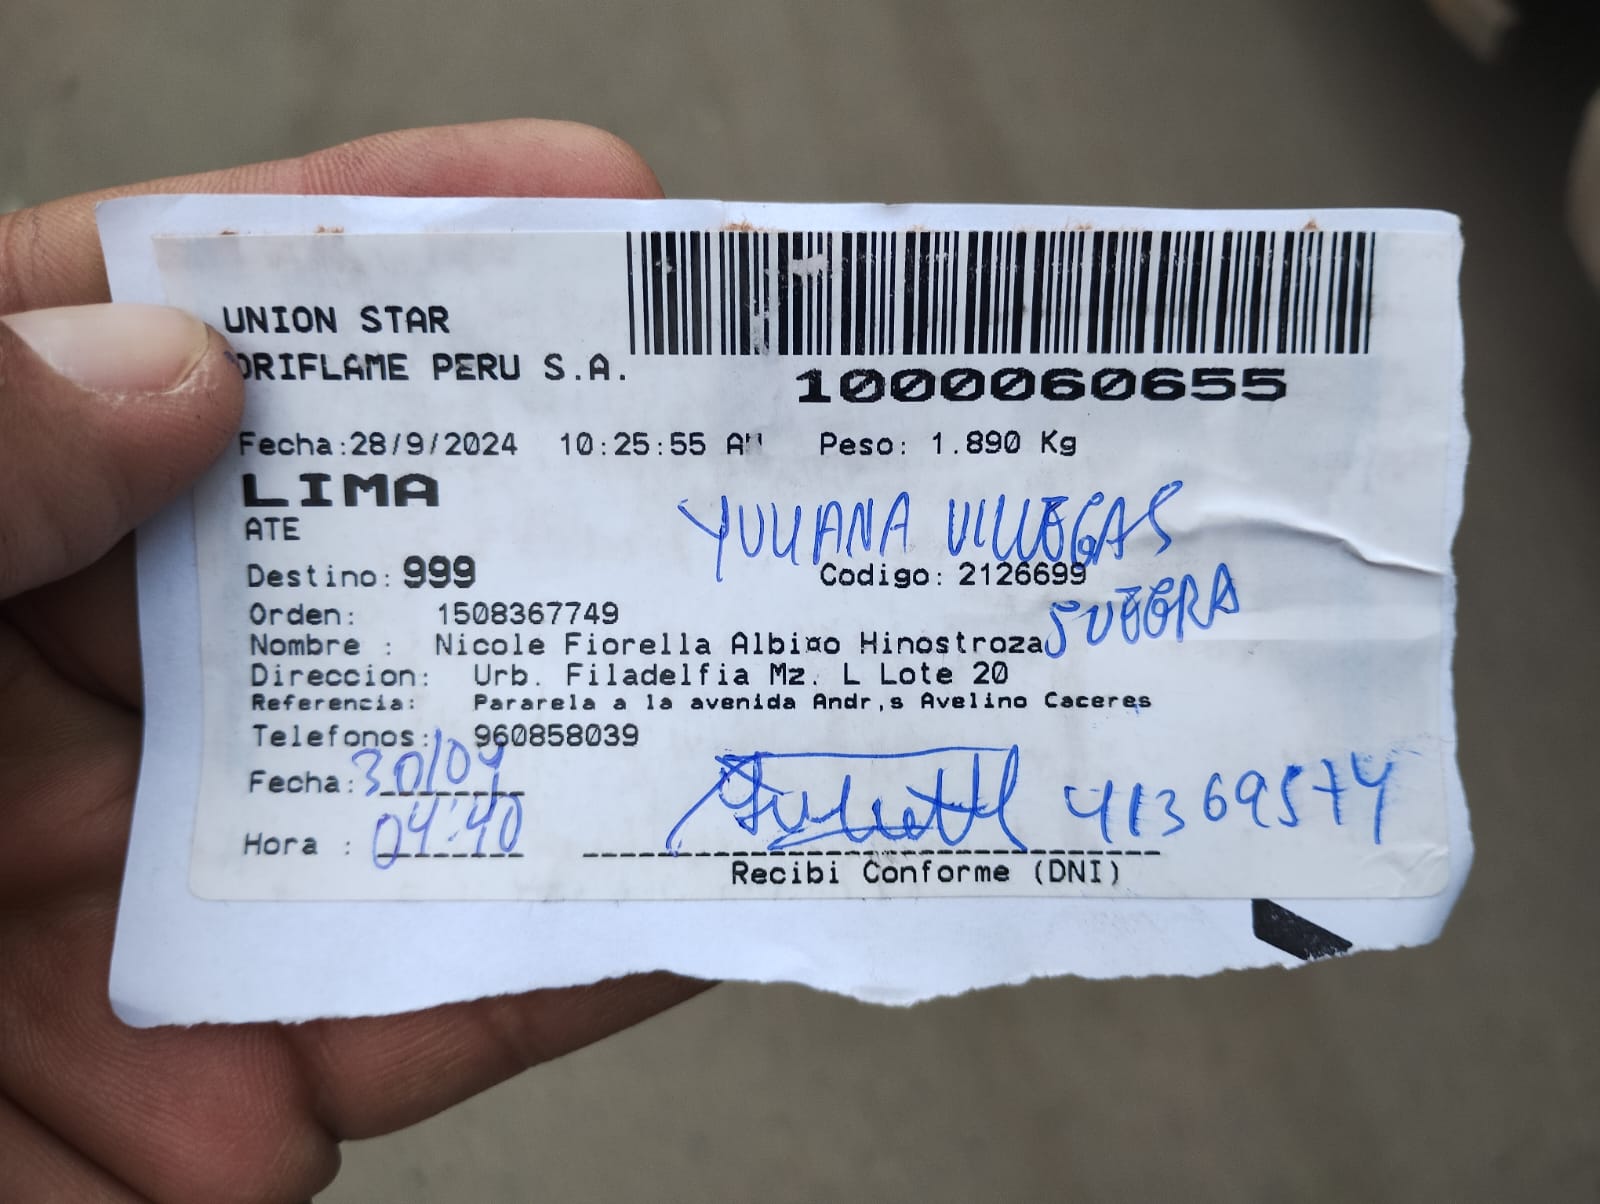 UNION STAR
ORIFLAME PERU S.A.
1000060655
Fecha:28/9/2024 10:25:55 AM Peso: 1.890 Kg
LIMA
ATE
YULIANA VILLEGAS
Destino: 999 Codigo: 2126699
SUEGRA
Orden: 1508367749
Nombre : Nicole Fiorella Hinostroza
Direccion: Urb. Filadelfia Mz. L Lote 20
Referencia: Pararela a la avenida Andr,s Avelino Caceres
Telefonos: 960858039
Fecha: 30/09
Hora : 04:40
41369574
Recibi Conforme (DNI)